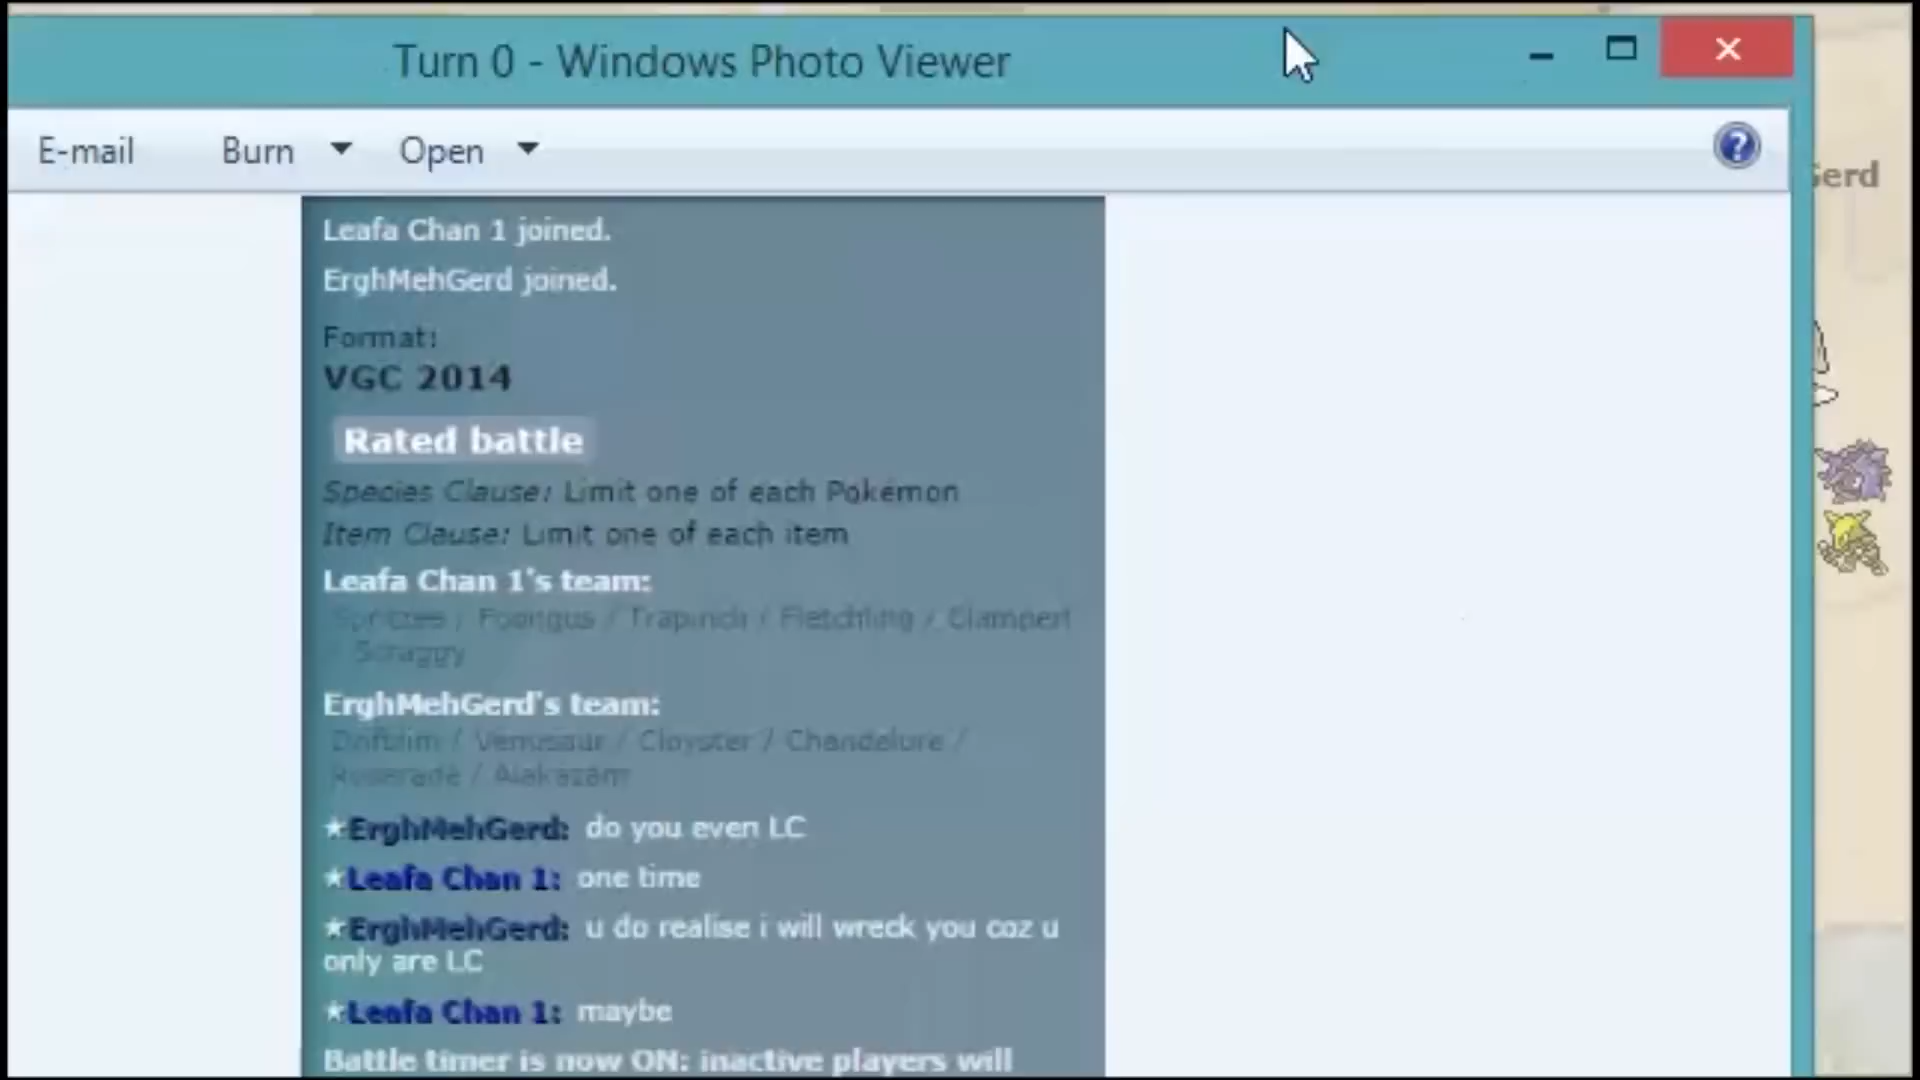 Turn 0 - Windows Photo Viewer
E-mail Burn Open
Gerd
Leafa Chan 1 joined.
ErghMehGerd joined.
Format:
VGC 2014
Rated battle
Species Clause: Limit one of each Pokémon
Item Clause: Limit one of each item
Leafa Chan 1's team:
Spritzee / Foongus / Trapinch / Fletchling / Clamperl
/ Scraggy
ErghMehGerd's team:
Drifblim / Venusaur / Cloyster / Chandelure /
Roserade / Alakazam
★ErghMehGerd: do you even LC
★Leafa Chan 1: one time
★ErghMehGerd: u do realise i will wreck you coz u
only are LC
★Leafa Chan 1: maybe
Battle timer is now ON: inactive players will